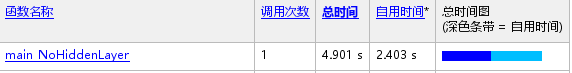 函数名称 调用次数 总时间 自用时间* 总时间图
(深色条带 = 自用时间)
main_NoHiddenLayer 1 4.901 s 2.403 s